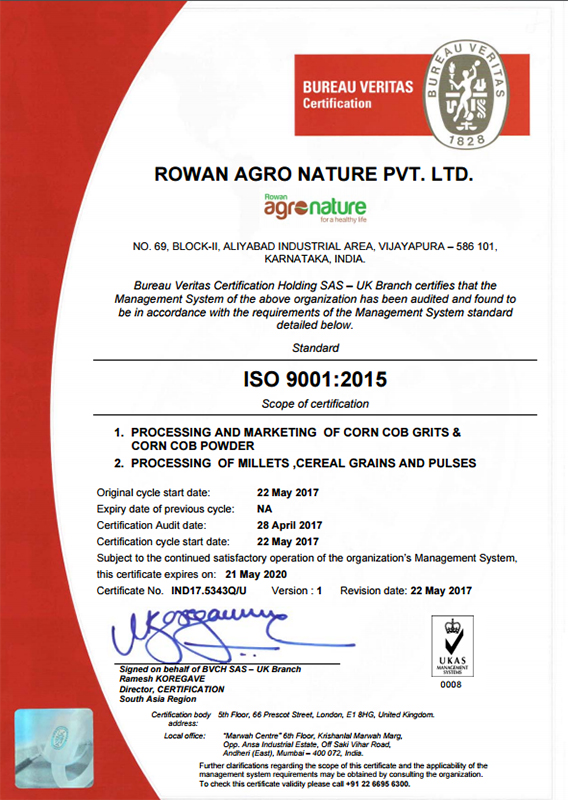 BUREAU VERITAS
Certification
BUREAU VERITAS
1828
ROWAN AGRO NATURE PVT. LTD.
Rowan
agronature
for a healthy life
NO. 69, BLOCK-II, ALIYABAD INDUSTRIAL AREA, VIJAYAPURA – 586 101,
KARNATAKA, INDIA.
Bureau Veritas Certification Holding SAS – UK Branch certifies that the
Management System of the above organization has been audited and found to
be in accordance with the requirements of the Management System standard
detailed below.
Standard
ISO 9001:2015
Scope of certification
1. PROCESSING AND MARKETING OF CORN COB GRITS &
CORN COB POWDER
2. PROCESSING OF MILLETS ,CEREAL GRAINS AND PULSES
Original cycle start date: 22 May 2017
Expiry date of previous cycle: NA
Certification Audit date: 28 April 2017
Certification cycle start date: 22 May 2017
Subject to the continued satisfactory operation of the organization's Management System,
this certificate expires on: 21 May 2020
Certificate No. IND17.5343Q/U Version : 1 Revision date: 22 May 2017
Signed on behalf of BVCH SAS – UK Branch
Ramesh KOREGAVE
Director, CERTIFICATION
South Asia Region
UKAS
MANAGEMENT
SYSTEMS
0008
Certification body address: 5th Floor, 66 Prescot Street, London, E1 8HG, United Kingdom.
Local office: "Marwah Centre" 6th Floor, Krishanlal Marwah Marg,
Opp. Ansa Industrial Estate, Off Saki Vihar Road,
Andheri (East), Mumbai – 400 072, India.
Further clarifications regarding the scope of this certificate and the applicability of the
management system requirements may be obtained by consulting the organization.
To check this certificate validity please call +91 22 6695 6300.